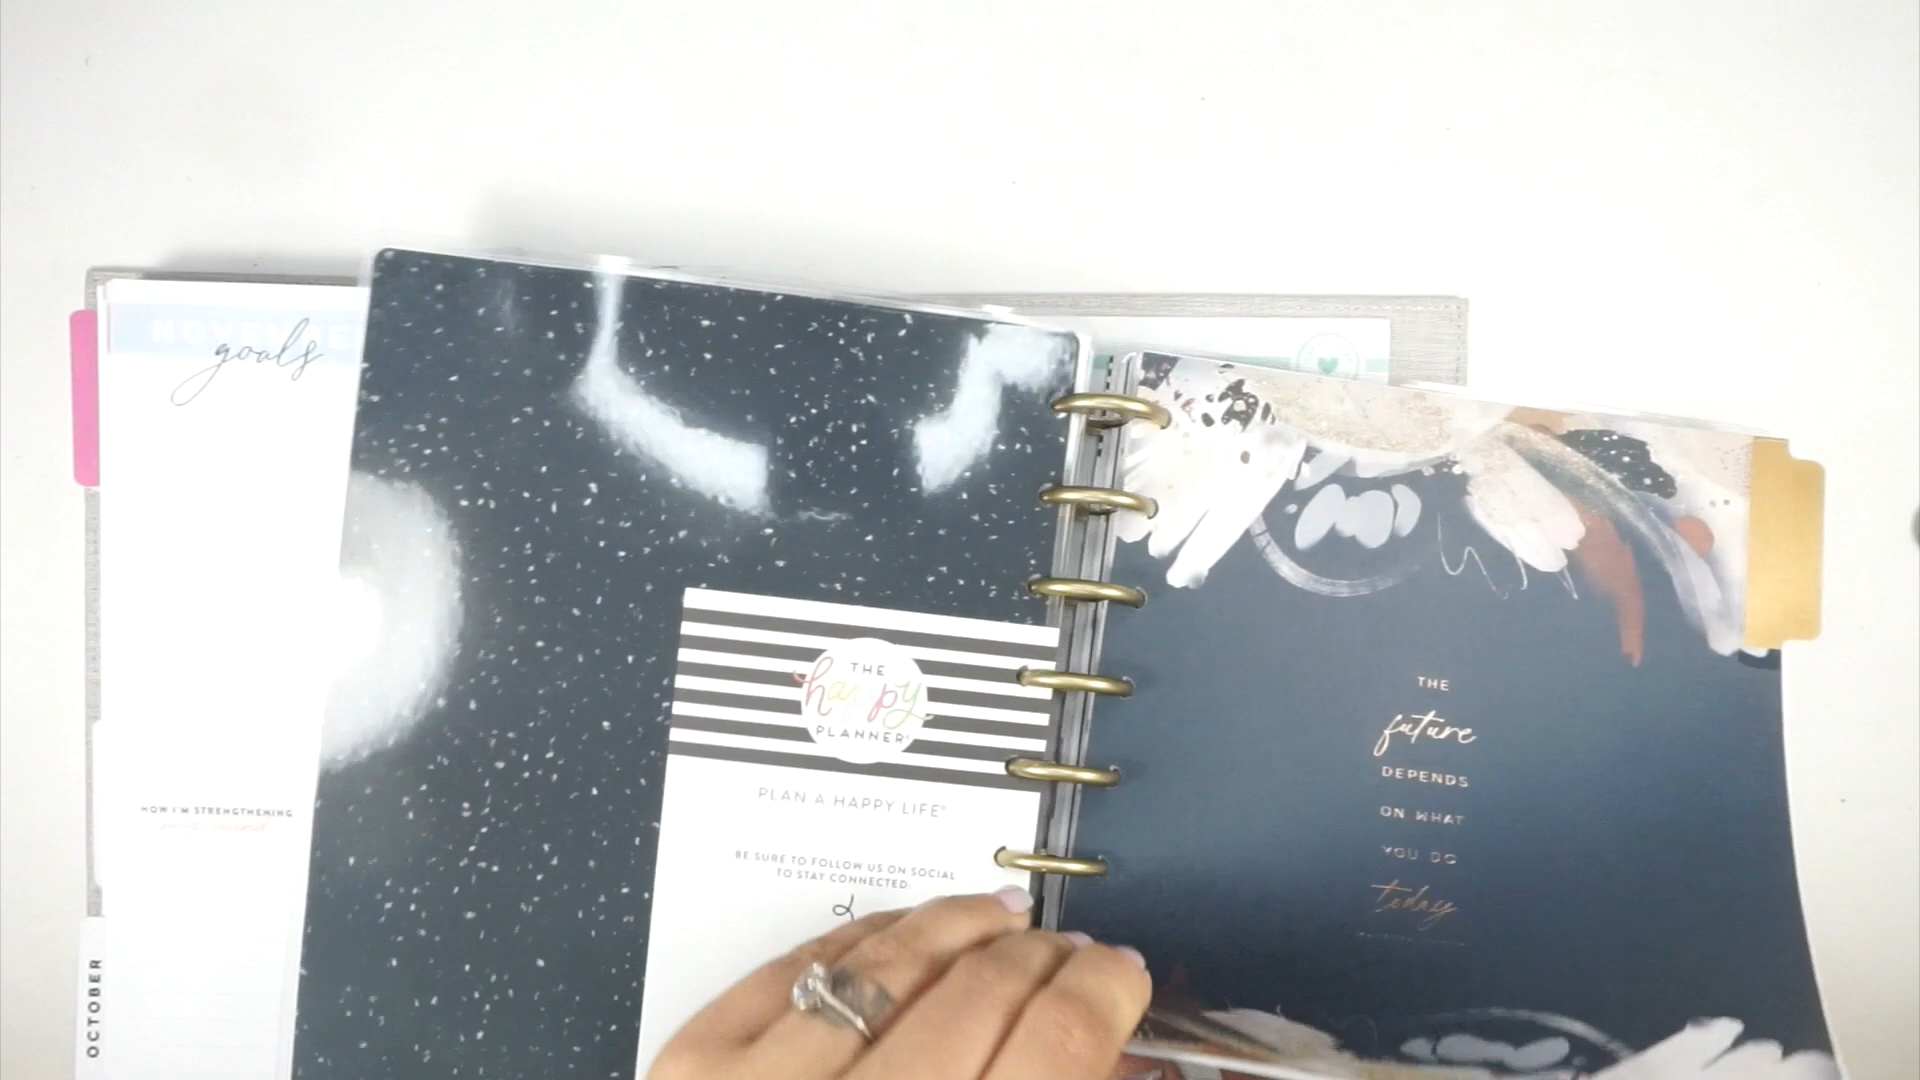 NOVEMBER
goals
HOW I'M STRENGTHENING
OCTOBER
THE
happy
PLANNER®
PLAN A HAPPY LIFE®
BE SURE TO FOLLOW US ON SOCIAL
TO STAY CONNECTED:
THE
future
DEPENDS
ON WHAT
YOU DO
today